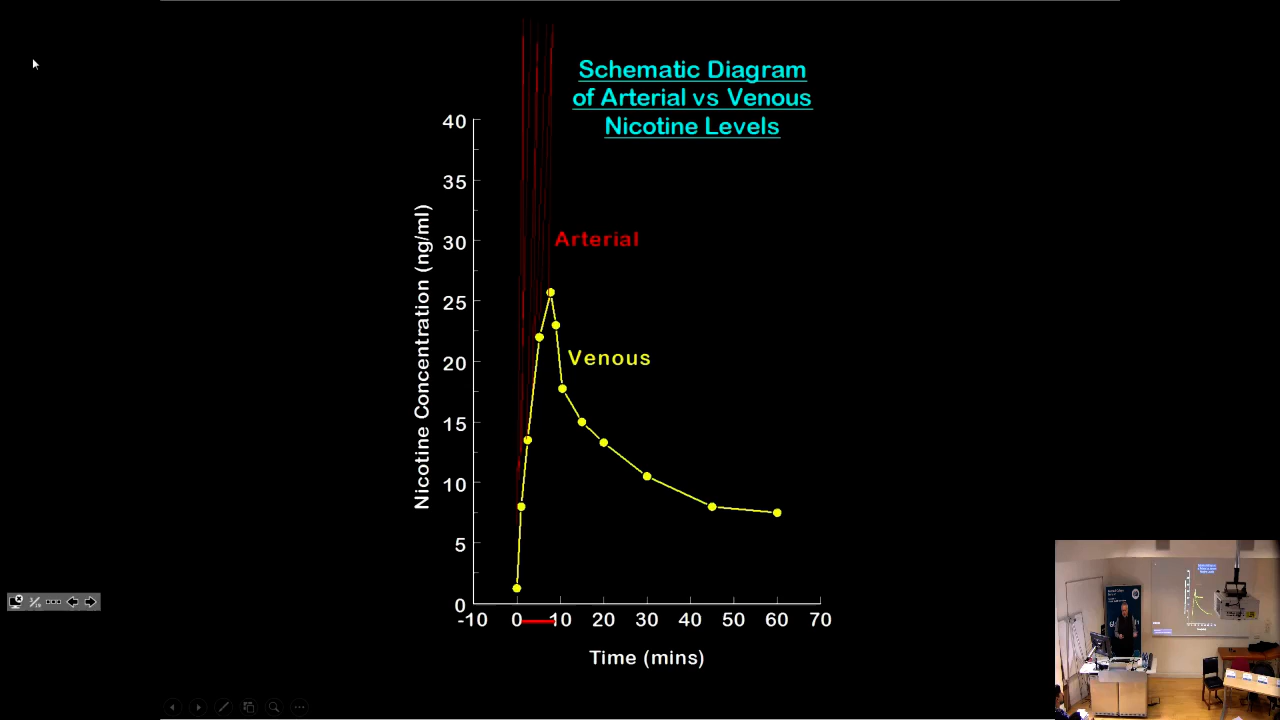 Schematic Diagram
of Arterial vs Venous
Nicotine Levels
40
35
30
25
20
15
10
5
0
Nicotine Concentration (ng/ml)
Arterial
Venous
-10 0 10 20 30 40 50 60 70
Time (mins)